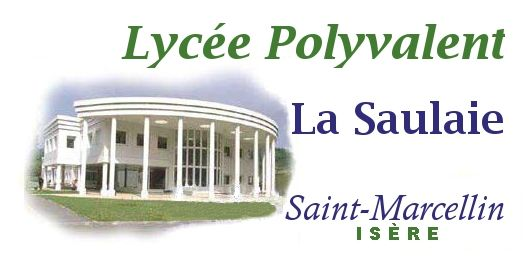 Lycée Polyvalent
La Saulaie
Saint-Marcellin
ISÈRE